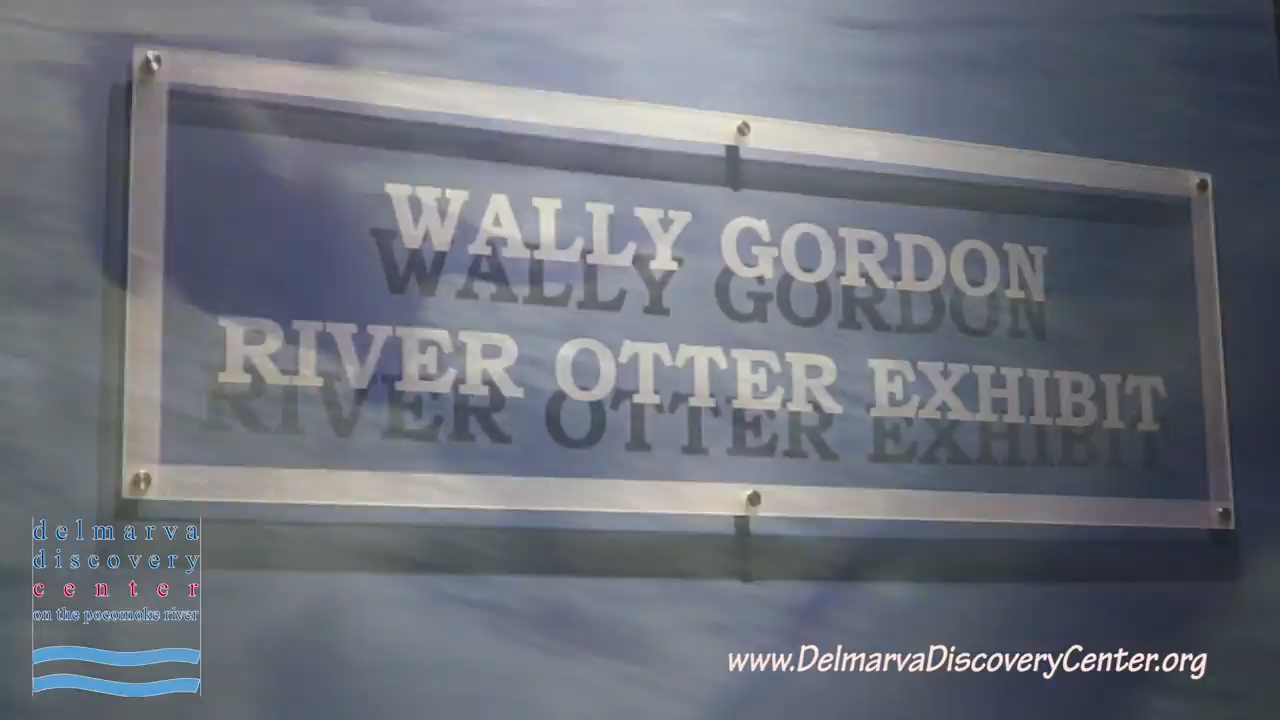 WALLY GORDON
RIVER OTTER EXHIBIT
delmarva
discovery
center
on the pocomoke river
www.DelmarvaDiscoveryCenter.org